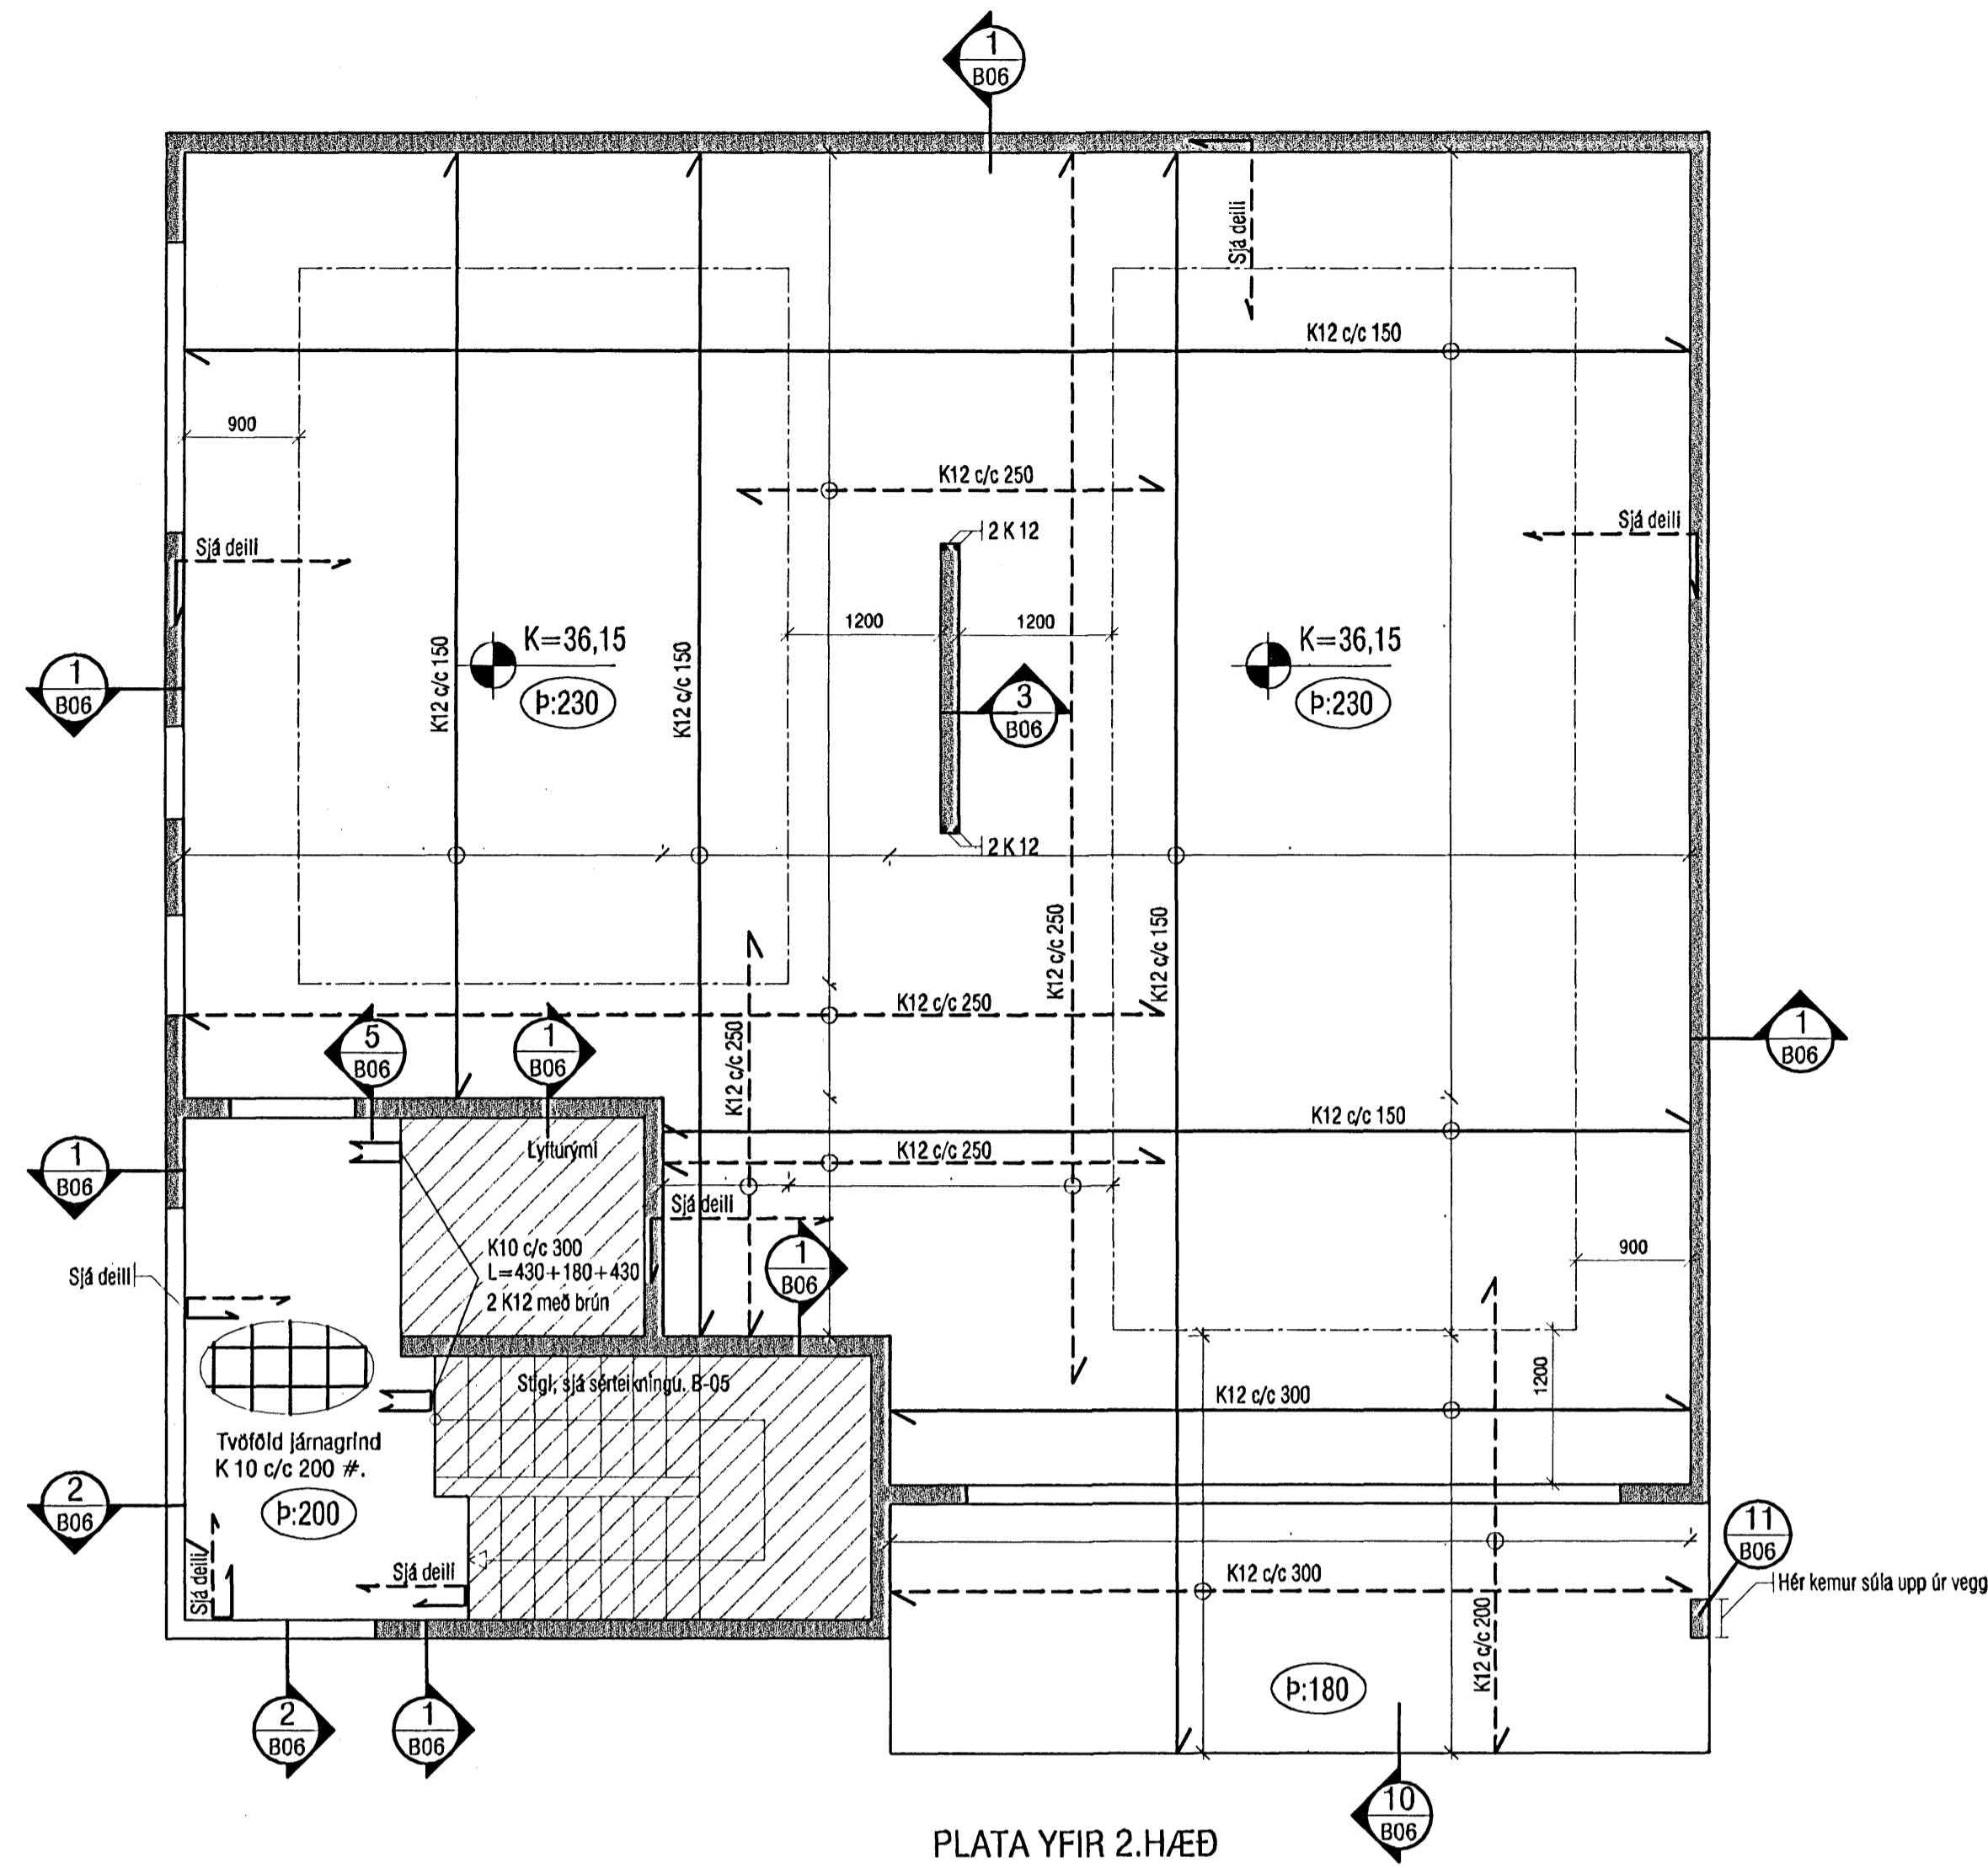 1
B06
Sjá deili
K12 c/c 150
900
K12 c/c 250
2 K 12
Sjá deili
Sjá deili
1200
1200
K=36,15
Þ:230
K=36,15
Þ:230
K12 c/c 150
K12 c/c 150
1
B06
3
B06
2 K 12
K12 c/c 250
K12 c/c 150
K12 c/c 250
5
B06
1
B06
K12 c/c 250
1
B06
K12 c/c 150
K12 c/c 250
Lyfturými
1
B06
Sjá deili
K10 c/c 300
L=430+180+430
2 K12 með brún
1
B06
900
Sjá deili
Stigi, sjá sérteikningu. B-05
K12 c/c 300
1200
Tvöföld járnagrind
K 10 c/c 200 #.
Þ:200
2
B06
11
B06
Sjá deili
Sjá deili
K12 c/c 300
Hér kemur súla upp úr vegg
K12 c/c 200
Þ:180
2
B06
1
B06
10
B06
PLATA YFIR 2.HÆÐ